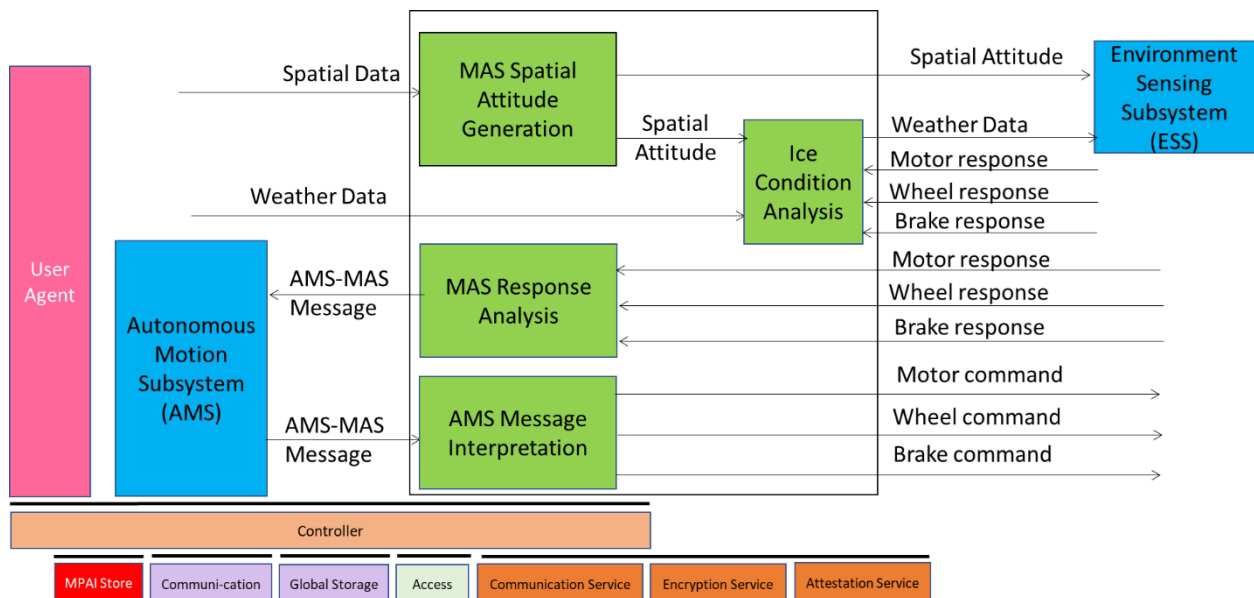 User
Agent
Spatial Data
MAS Spatial
Attitude
Generation
Spatial Attitude
Environment
Sensing
Subsystem
(ESS)
Spatial
Attitude
Ice
Condition
Analysis
Weather Data
Motor response
Wheel response
Brake response
Weather Data
Autonomous
Motion
Subsystem
(AMS)
AMS-MAS
Message
MAS Response
Analysis
Motor response
Wheel response
Brake response
AMS-MAS
Message
AMS Message
Interpretation
Motor command
Wheel command
Brake command
Controller
MPAI Store
Communi-cation
Global Storage
Access
Communication Service
Encryption Service
Attestation Service